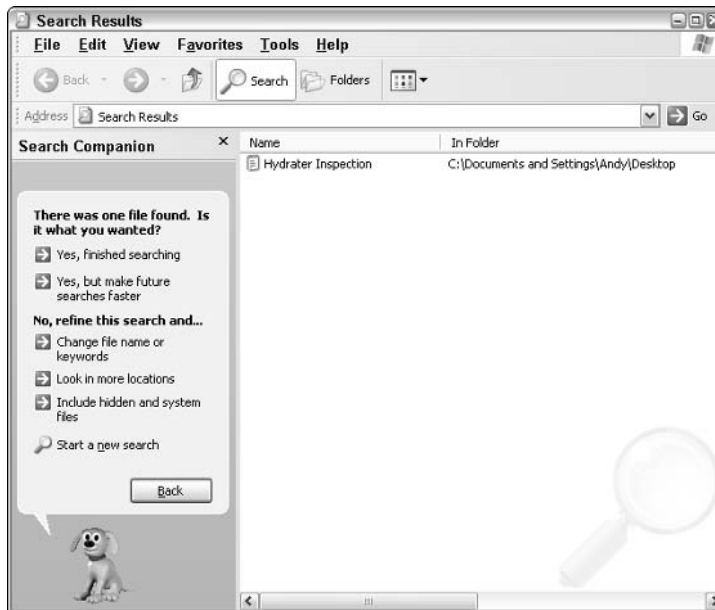 Search Results
File Edit View Favorites Tools Help
Back Search Folders
Address Search Results Go
Search Companion
Name In Folder
Hydrater Inspection C:\Documents and Settings\Andy\Desktop
There was one file found. Is
it what you wanted?
Yes, finished searching
Yes, but make future
searches faster
No, refine this search and...
Change file name or
keywords
Look in more locations
Include hidden and system
files
Start a new search
Back